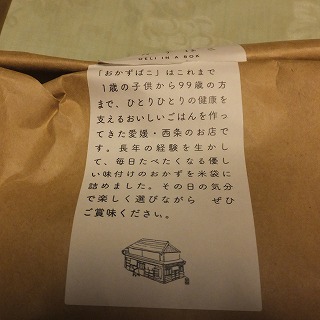 DELI IN A BOX
「おかずばこ」はこれまで
1歳の子供から99歳の方
まで、ひとりひとりの健康を
支えるおいしいごはんを作っ
てきた愛媛・西条のお店で
す。長年の経験を生かし
て、毎日たべたくなる優し
い味付けのおかずを米袋に
詰めました。その日の気分
で楽しく選びながら ぜひ
ご賞味ください。